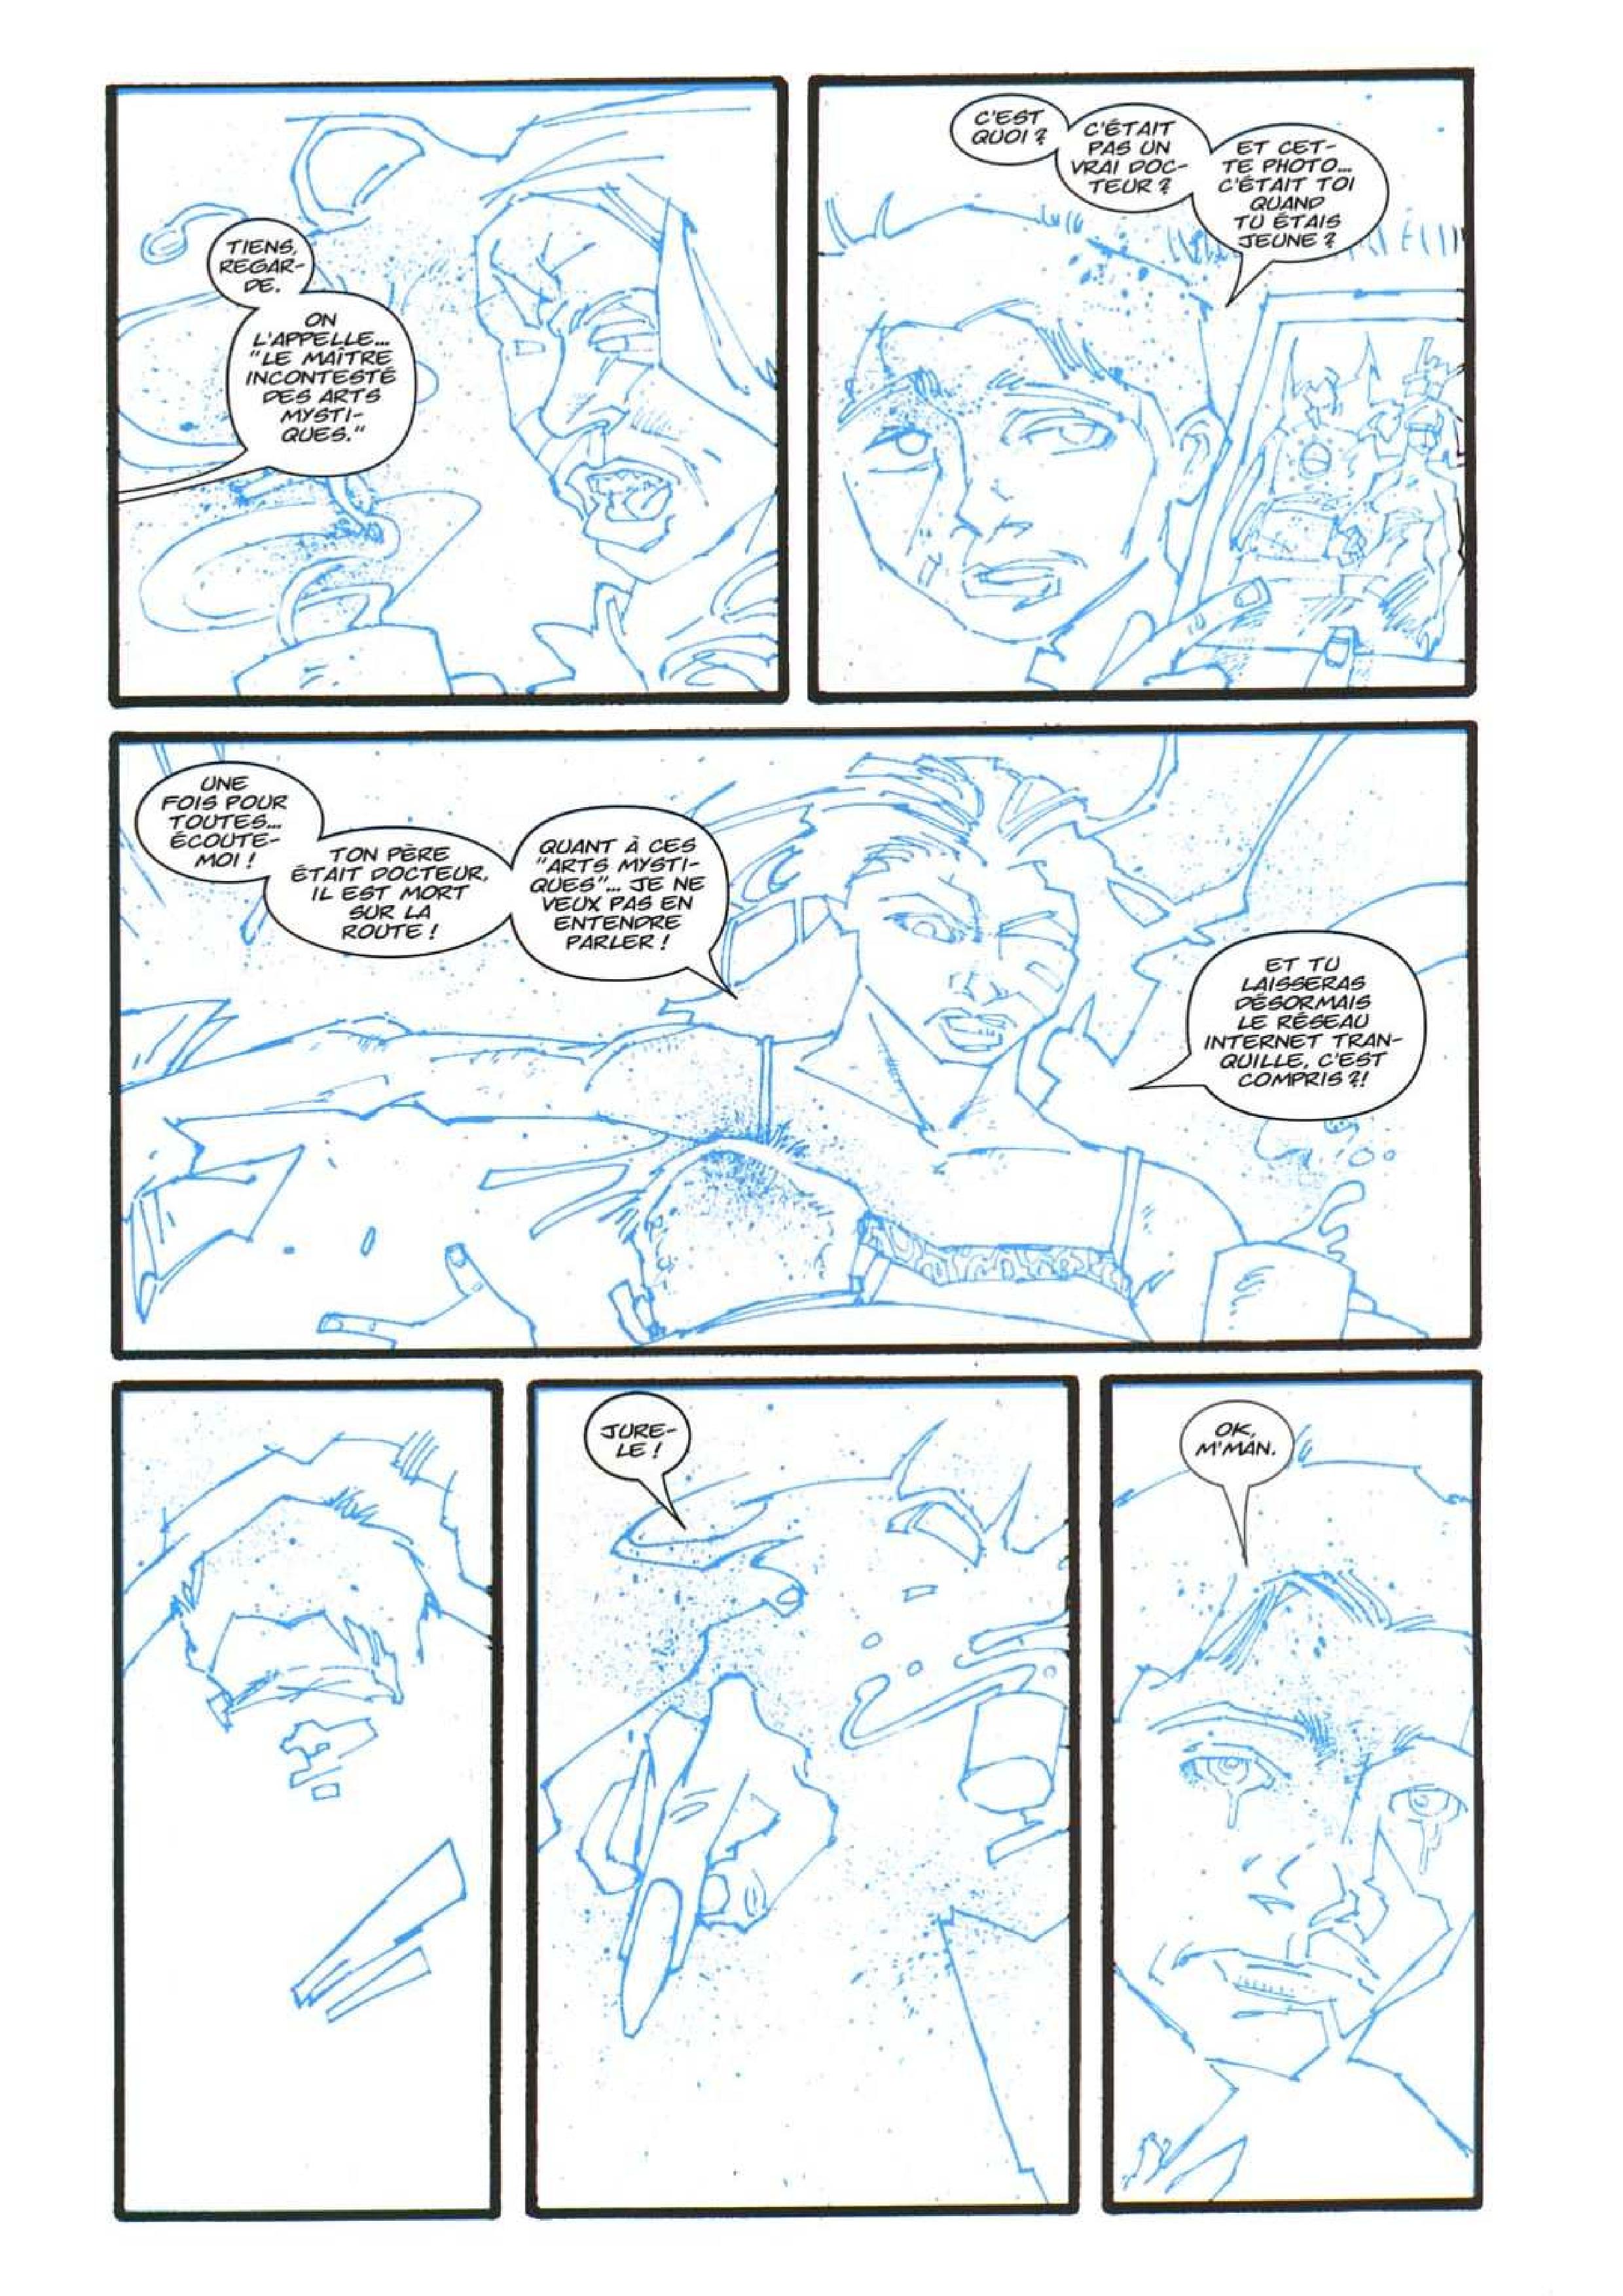 TIENS,
REGAR-
DE.
ON
L'APPELLE...
"LE MAÎTRE
INCONTESTÉ
DES ARTS
MYSTI-
QUES."
C'EST
QUOI ?
C'ÉTAIT
PAS UN
VRAI DOC-
TEUR ?
ET CET-
TE PHOTO...
C'ÉTAIT TOI
QUAND
TU ÉTAIS
JEUNE ?
UNE
FOIS POUR
TOUTES...
ÉCOUTE-
MOI !
TON PÈRE
ÉTAIT DOCTEUR,
IL EST MORT
SUR LA
ROUTE !
QUANT À CES
"ARTS MYSTI-
QUES"... JE NE
VEUX PAS EN
ENTENDRE
PARLER !
ET TU
LAISSERAS
DÉSORMAIS
LE RÉSEAU
INTERNET TRAN-
QUILLE, C'EST
COMPRIS ?!
JURE-
LE !
OK,
M'MAN.